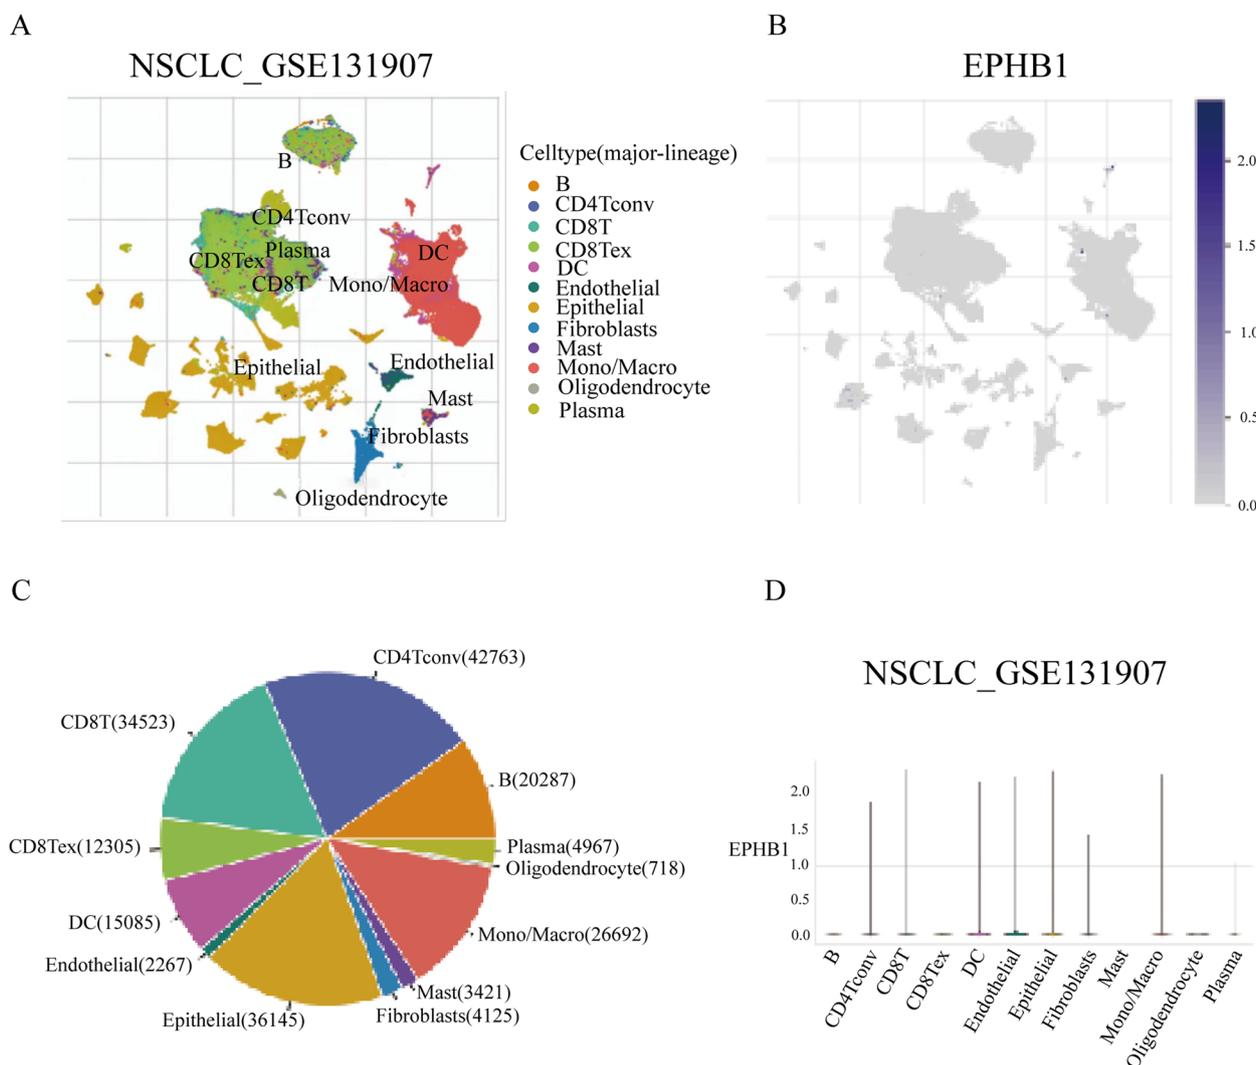 A
B
NSCLC_GSE131907
EPHB1
B
CD4Tconv
Plasma
CD8Tex
CD8T
DC
Mono/Macro
Epithelial
Endothelial
Mast
Fibroblasts
Oligodendrocyte
Celltype(major-lineage)
B
CD4Tconv
CD8T
CD8Tex
DC
Endothelial
Epithelial
Fibroblasts
Mast
Mono/Macro
Oligodendrocyte
Plasma
2.0
1.5
1.0
0.5
0.0
C
D
CD4Tconv(42763)
CD8T(34523)
B(20287)
CD8Tex(12305)
Plasma(4967)
Oligodendrocyte(718)
DC(15085)
Mono/Macro(26692)
Endothelial(2267)
Mast(3421)
Epithelial(36145)
Fibroblasts(4125)
NSCLC_GSE131907
EPHB1
2.0
1.5
1.0
0.5
0.0
B
CD4Tconv
CD8T
CD8Tex
DC
Endothelial
Epithelial
Fibroblasts
Mast
Mono/Macro
Oligodendrocyte
Plasma